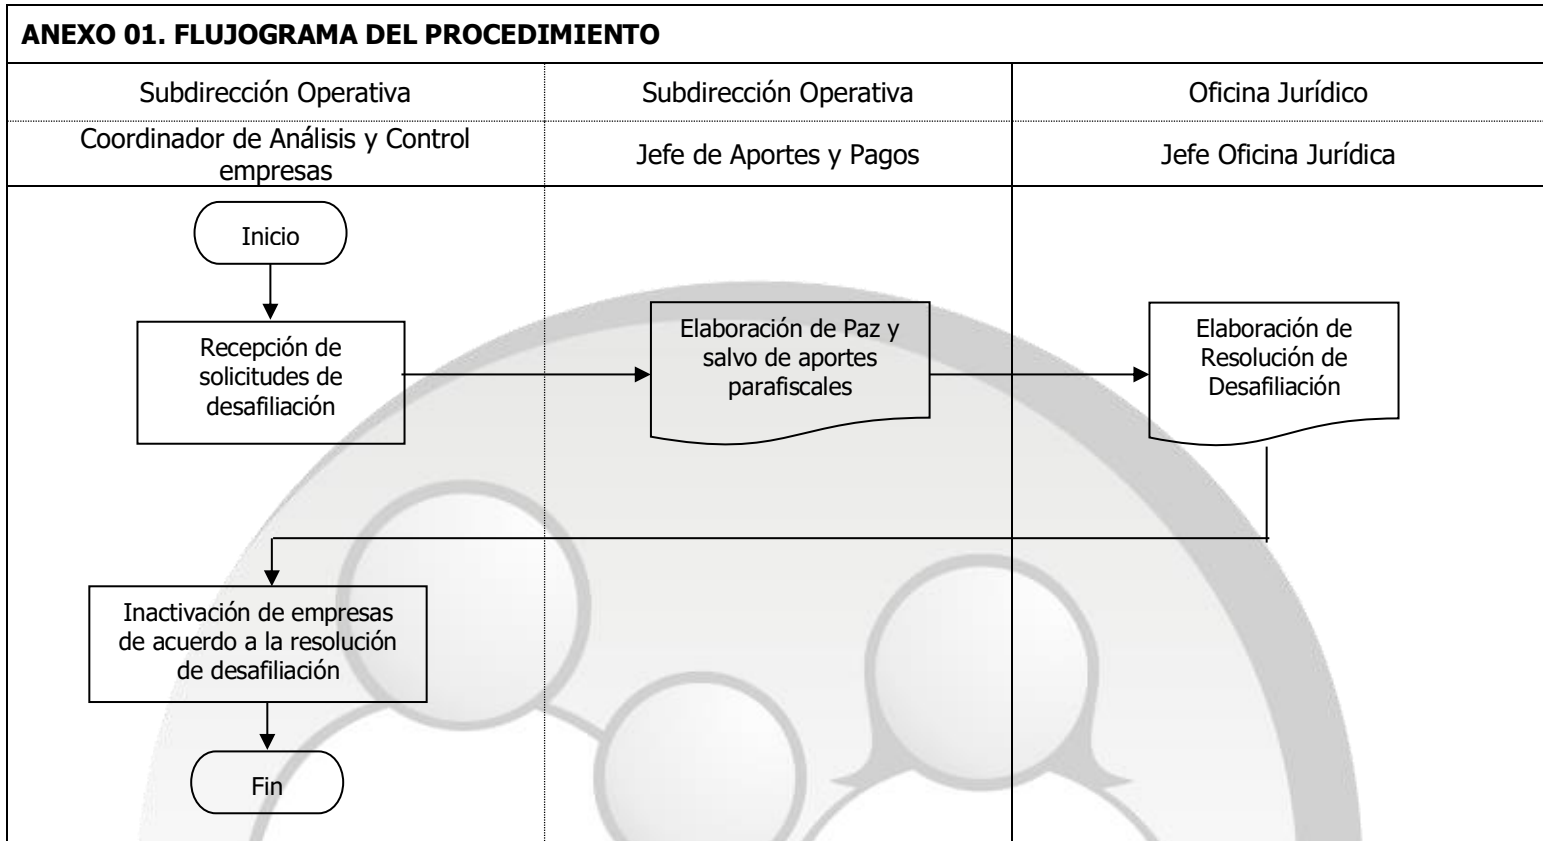 ANEXO 01. FLUJOGRAMA DEL PROCEDIMIENTO
Subdirección Operativa
Subdirección Operativa
Oficina Jurídico
Coordinador de Análisis y Control
empresas
Jefe de Aportes y Pagos
Jefe Oficina Jurídica
Inicio
Recepción de
solicitudes de
desafiliación
Elaboración de Paz y
salvo de aportes
parafiscales
Elaboración de
Resolución de
Desafiliación
Inactivación de empresas
de acuerdo a la resolución
de desafiliación
Fin